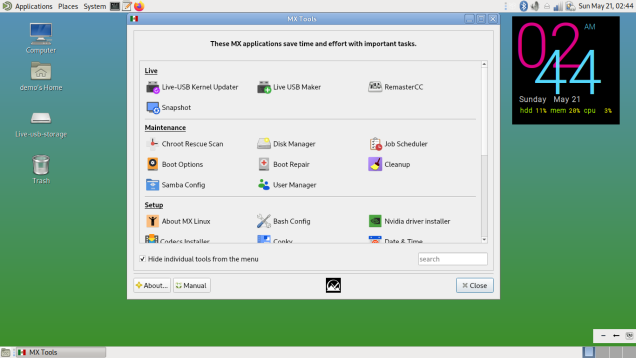 Applications Places System
Sun May 21, 02:44
MX Tools
Computer
demo's Home
Live-usb-storage
Trash
These MX applications save time and effort with important tasks.
Live
Live-USB Kernel Updater
Live USB Maker
RemasterCC
Snapshot
Maintenance
Chroot Rescue Scan
Disk Manager
Job Scheduler
Boot Options
Boot Repair
Cleanup
Samba Config
User Manager
Setup
About MX Linux
Bash Config
Nvidia driver installer
Codecs Installer
Conky
Date & Time
Hide individual tools from the menu
search
About...
Manual
Close
02 AM
44
Sunday May 21
hdd 11% mem 20% cpu 3%
MX Tools